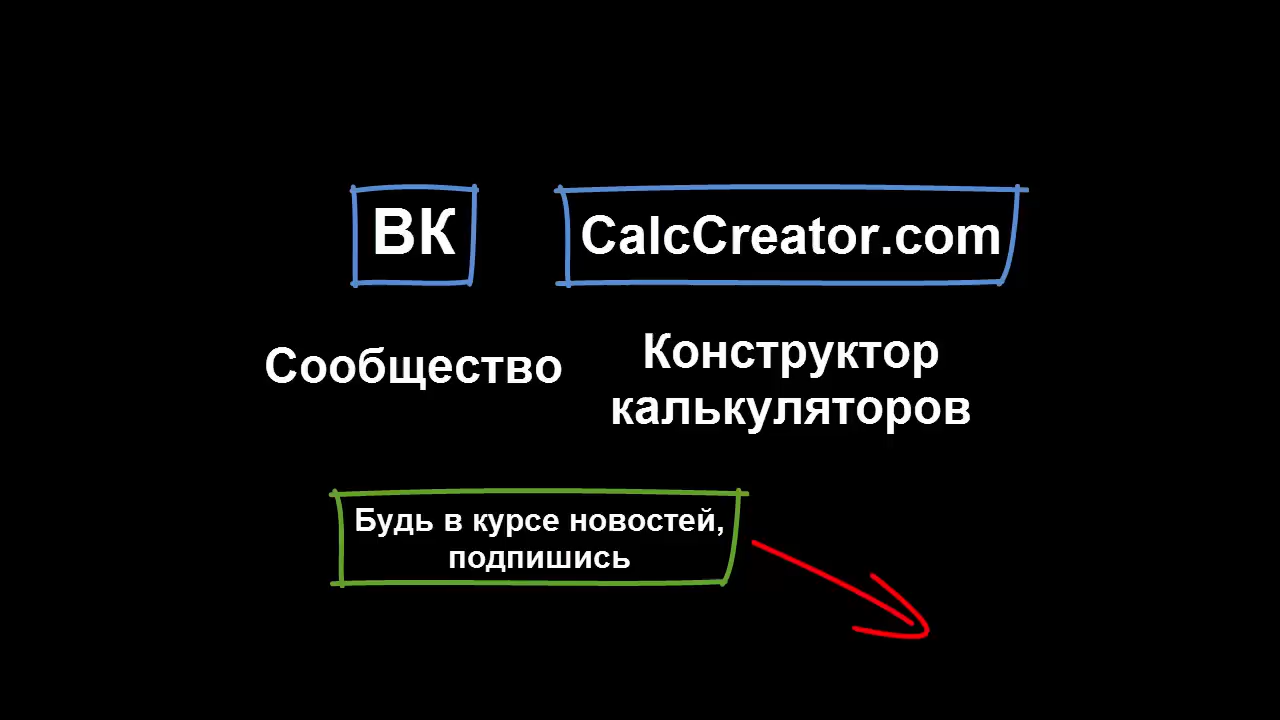 ВК
CalcCreator.com
Сообщество
Конструктор
калькуляторов
Будь в курсе новостей,
подпишись